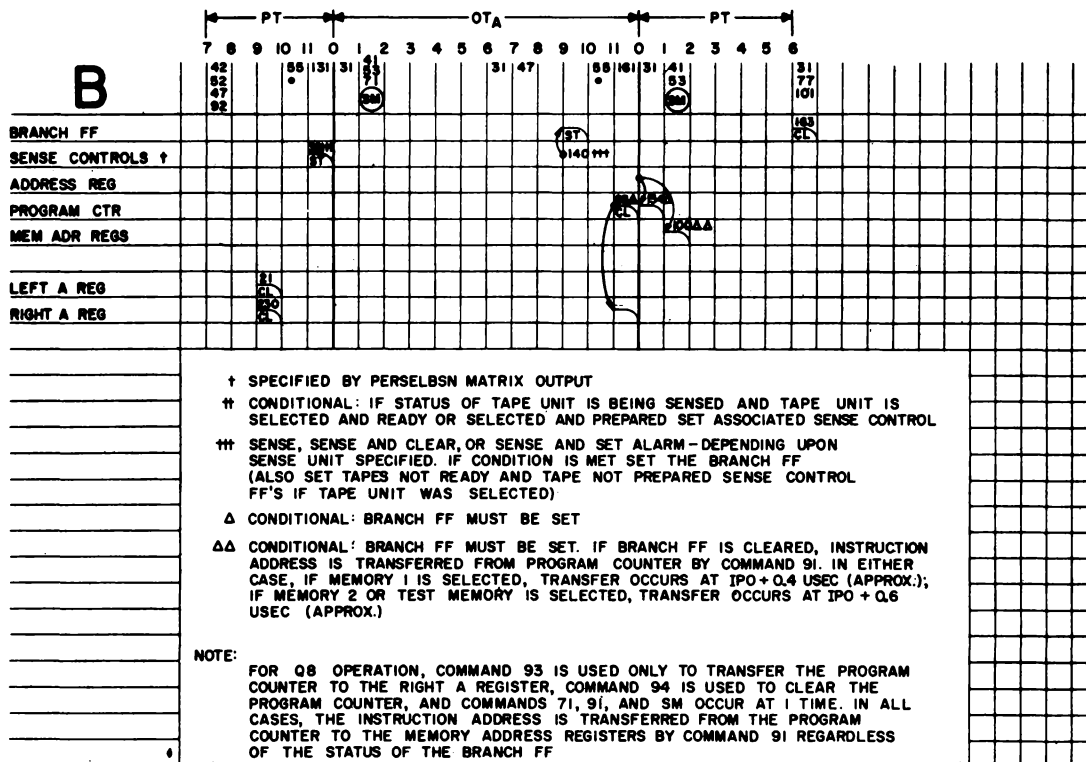 PT OTA PT
7 8 9 10 11 0 1 2 3 4 5 6 7 8 9 10 11 0 1 2 3 4 5 6
B
42 55 131 31 41 31 47 55 161 31 41 31
52 53 53 77
47 71 101
92 SM SM
BRANCH FF ST 163 CL
SENSE CONTROLS † ST 140 †††
ADDRESS REG
PROGRAM CTR CL
MEM ADR REGS 100 ΔΔ
LEFT A REG 21 CL
RIGHT A REG CL
† SPECIFIED BY PERSELBSN MATRIX OUTPUT
†† CONDITIONAL: IF STATUS OF TAPE UNIT IS BEING SENSED AND TAPE UNIT IS
SELECTED AND READY OR SELECTED AND PREPARED SET ASSOCIATED SENSE CONTROL
††† SENSE, SENSE AND CLEAR, OR SENSE AND SET ALARM-DEPENDING UPON
SENSE UNIT SPECIFIED. IF CONDITION IS MET SET THE BRANCH FF
(ALSO SET TAPES NOT READY AND TAPE NOT PREPARED SENSE CONTROL
FF'S IF TAPE UNIT WAS SELECTED)
Δ CONDITIONAL: BRANCH FF MUST BE SET
ΔΔ CONDITIONAL: BRANCH FF MUST BE SET. IF BRANCH FF IS CLEARED, INSTRUCTION
ADDRESS IS TRANSFERRED FROM PROGRAM COUNTER BY COMMAND 91. IN EITHER
CASE, IF MEMORY 1 IS SELECTED, TRANSFER OCCURS AT IPO + 0.4 USEC (APPROX.);
IF MEMORY 2 OR TEST MEMORY IS SELECTED, TRANSFER OCCURS AT IPO + 0.6
USEC (APPROX.)
NOTE:
FOR Q8 OPERATION, COMMAND 93 IS USED ONLY TO TRANSFER THE PROGRAM
COUNTER TO THE RIGHT A REGISTER, COMMAND 94 IS USED TO CLEAR THE
PROGRAM COUNTER, AND COMMANDS 71, 91, AND SM OCCUR AT 1 TIME. IN ALL
CASES, THE INSTRUCTION ADDRESS IS TRANSFERRED FROM THE PROGRAM
COUNTER TO THE MEMORY ADDRESS REGISTERS BY COMMAND 91 REGARDLESS
OF THE STATUS OF THE BRANCH FF